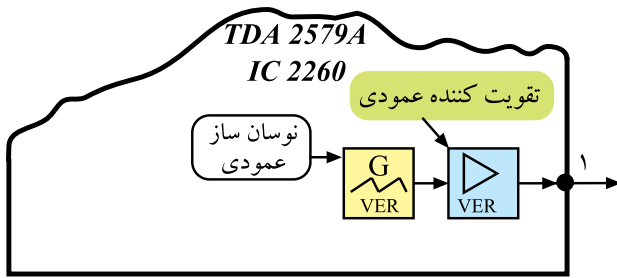 TDA 2579A
IC 2260
تقویت کننده عمودی
نوسان ساز
عمودی
G
VER
VER
۱